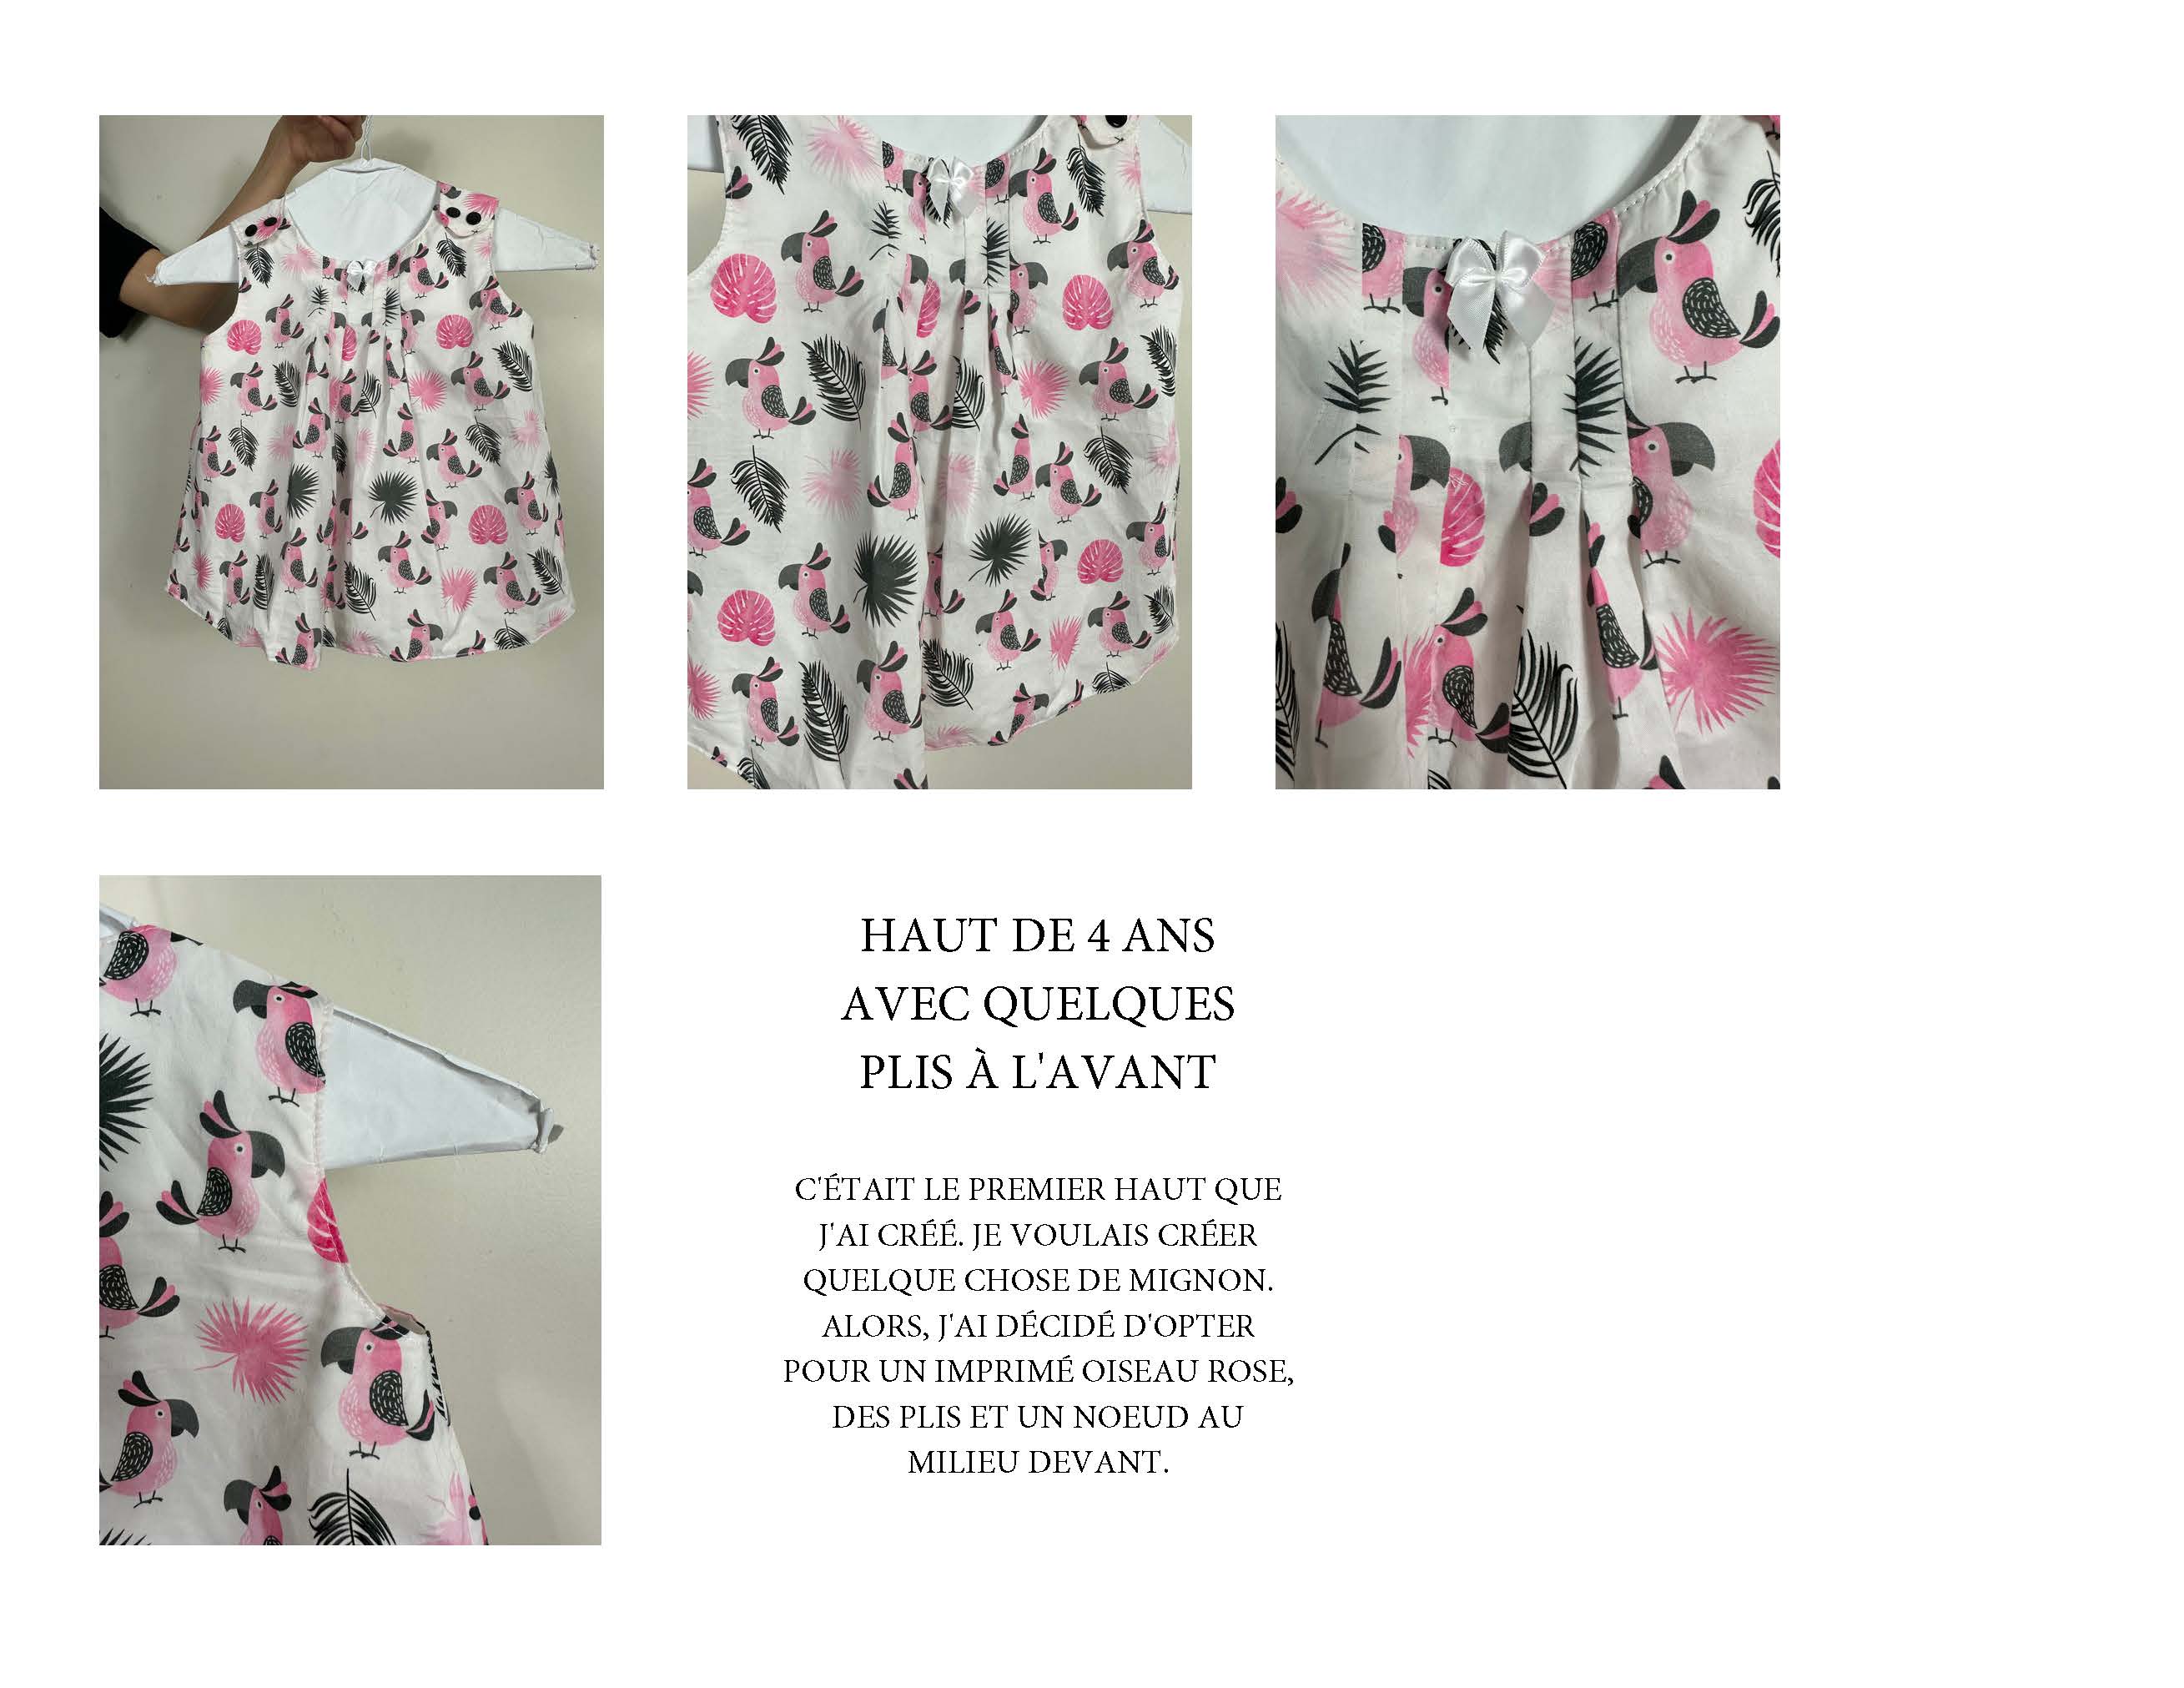 HAUT DE 4 ANS
AVEC QUELQUES
PLIS À L'AVANT
C'ÉTAIT LE PREMIER HAUT QUE
J'AI CRÉÉ. JE VOULAIS CRÉER
QUELQUE CHOSE DE MIGNON.
ALORS, J'AI DÉCIDÉ D'OPTER
POUR UN IMPRIMÉ OISEAU ROSE,
DES PLIS ET UN NOEUD AU
MILIEU DEVANT.